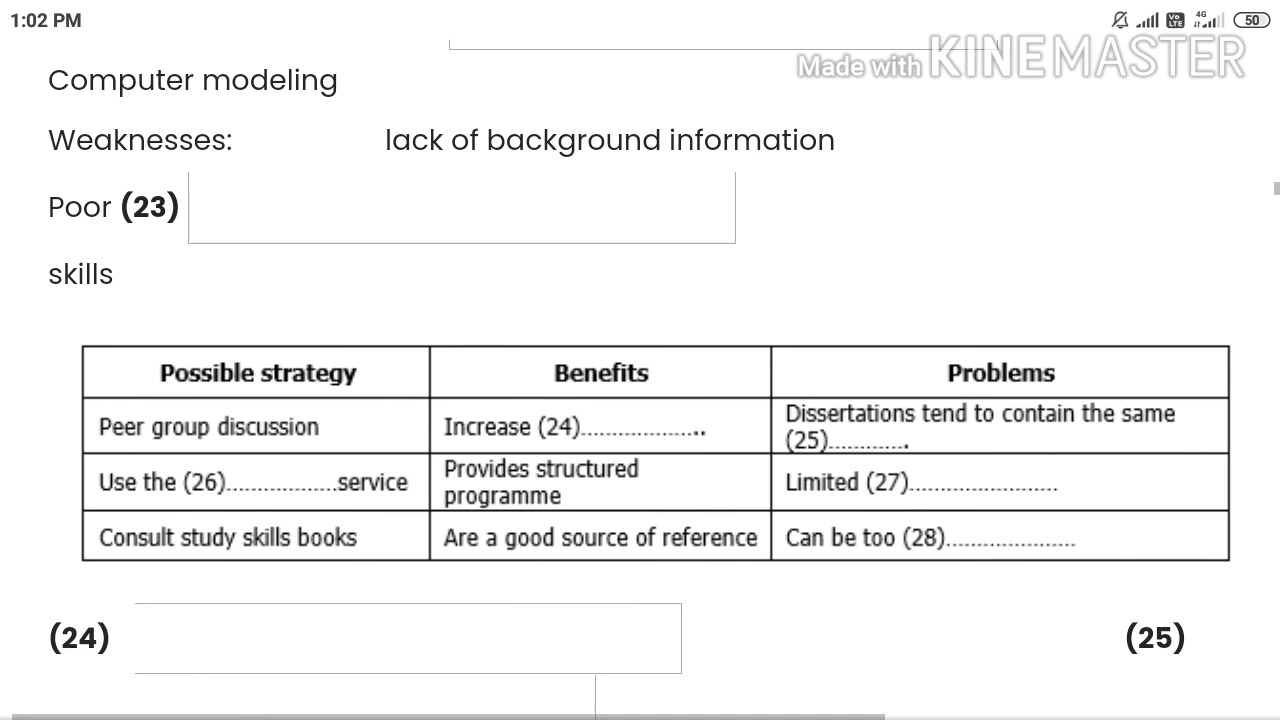 1:02 PM
Vo LTE 4G 50
Made with KINEMASTER
Computer modeling
Weaknesses: lack of background information
Poor (23)
skills
Possible strategy Benefits Problems
Peer group discussion Increase (24)................... Dissertations tend to contain the same
(25)............
Use the (26)..................service Provides structured
programme Limited (27)........................
Consult study skills books Are a good source of reference Can be too (28).....................
(24) (25)